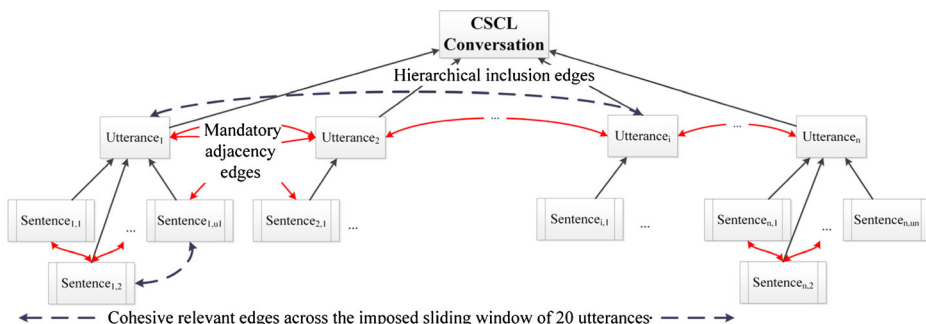 CSCL
Conversation
Hierarchical inclusion edges
...
...
Utterance₁
Mandatory
adjacency
edges
Utterance₂
Utteranceᵢ
Utteranceₙ
Sentence₁,₁
...
Sentence₁,ᵤ₁
Sentence₂,₁
...
Sentenceᵢ,₁
...
Sentenceₙ,₁
...
Sentenceₙ,ᵤₙ
Sentence₁,₂
Sentenceₙ,₂
Cohesive relevant edges across the imposed sliding window of 20 utterances